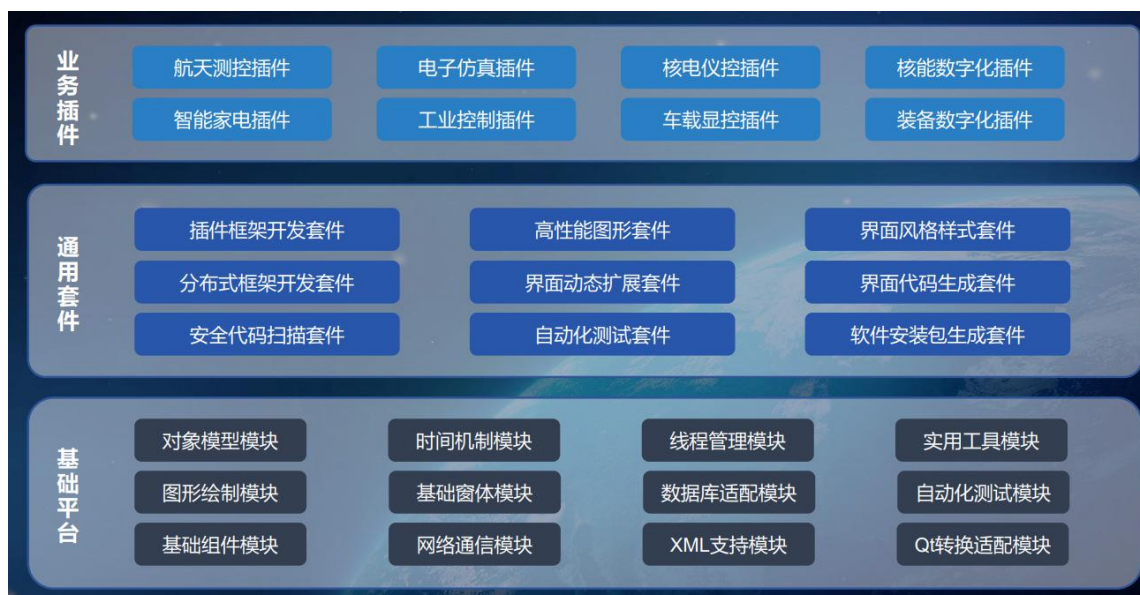 业务插件
航天测控插件 电子仿真插件 核电仪控插件 核能数字化插件
智能家电插件 工业控制插件 车载显控插件 装备数字化插件
通用套件
插件框架开发套件 高性能图形套件 界面风格样式套件
分布式框架开发套件 界面动态扩展套件 界面代码生成套件
安全代码扫描套件 自动化测试套件 软件安装包生成套件
基础平台
对象模型模块 时间机制模块 线程管理模块 实用工具模块
图形绘制模块 基础窗体模块 数据库适配模块 自动化测试模块
基础组件模块 网络通信模块 XML支持模块 Qt转换适配模块